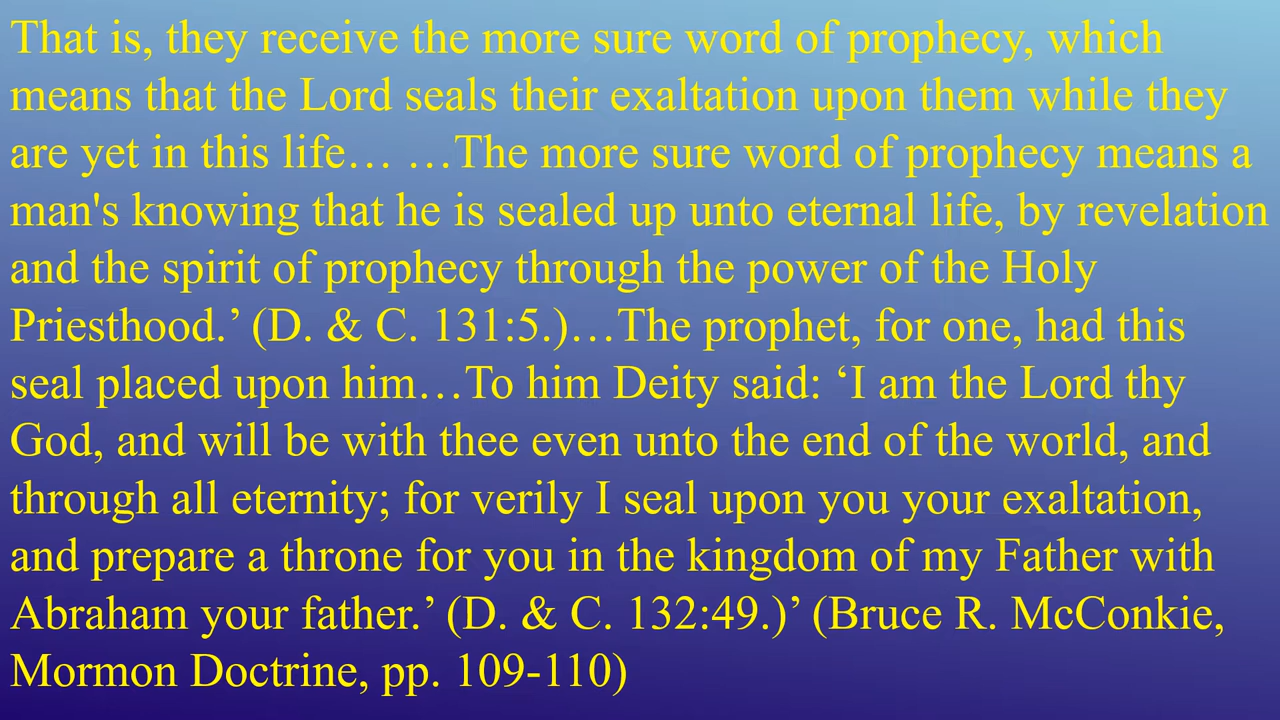 That is, they receive the more sure word of prophecy, which
means that the Lord seals their exaltation upon them while they
are yet in this life… …The more sure word of prophecy means a
man's knowing that he is sealed up unto eternal life, by revelation
and the spirit of prophecy through the power of the Holy
Priesthood.’ (D. & C. 131:5.)…The prophet, for one, had this
seal placed upon him…To him Deity said: ‘I am the Lord thy
God, and will be with thee even unto the end of the world, and
through all eternity; for verily I seal upon you your exaltation,
and prepare a throne for you in the kingdom of my Father with
Abraham your father.’ (D. & C. 132:49.)’ (Bruce R. McConkie,
Mormon Doctrine, pp. 109-110)